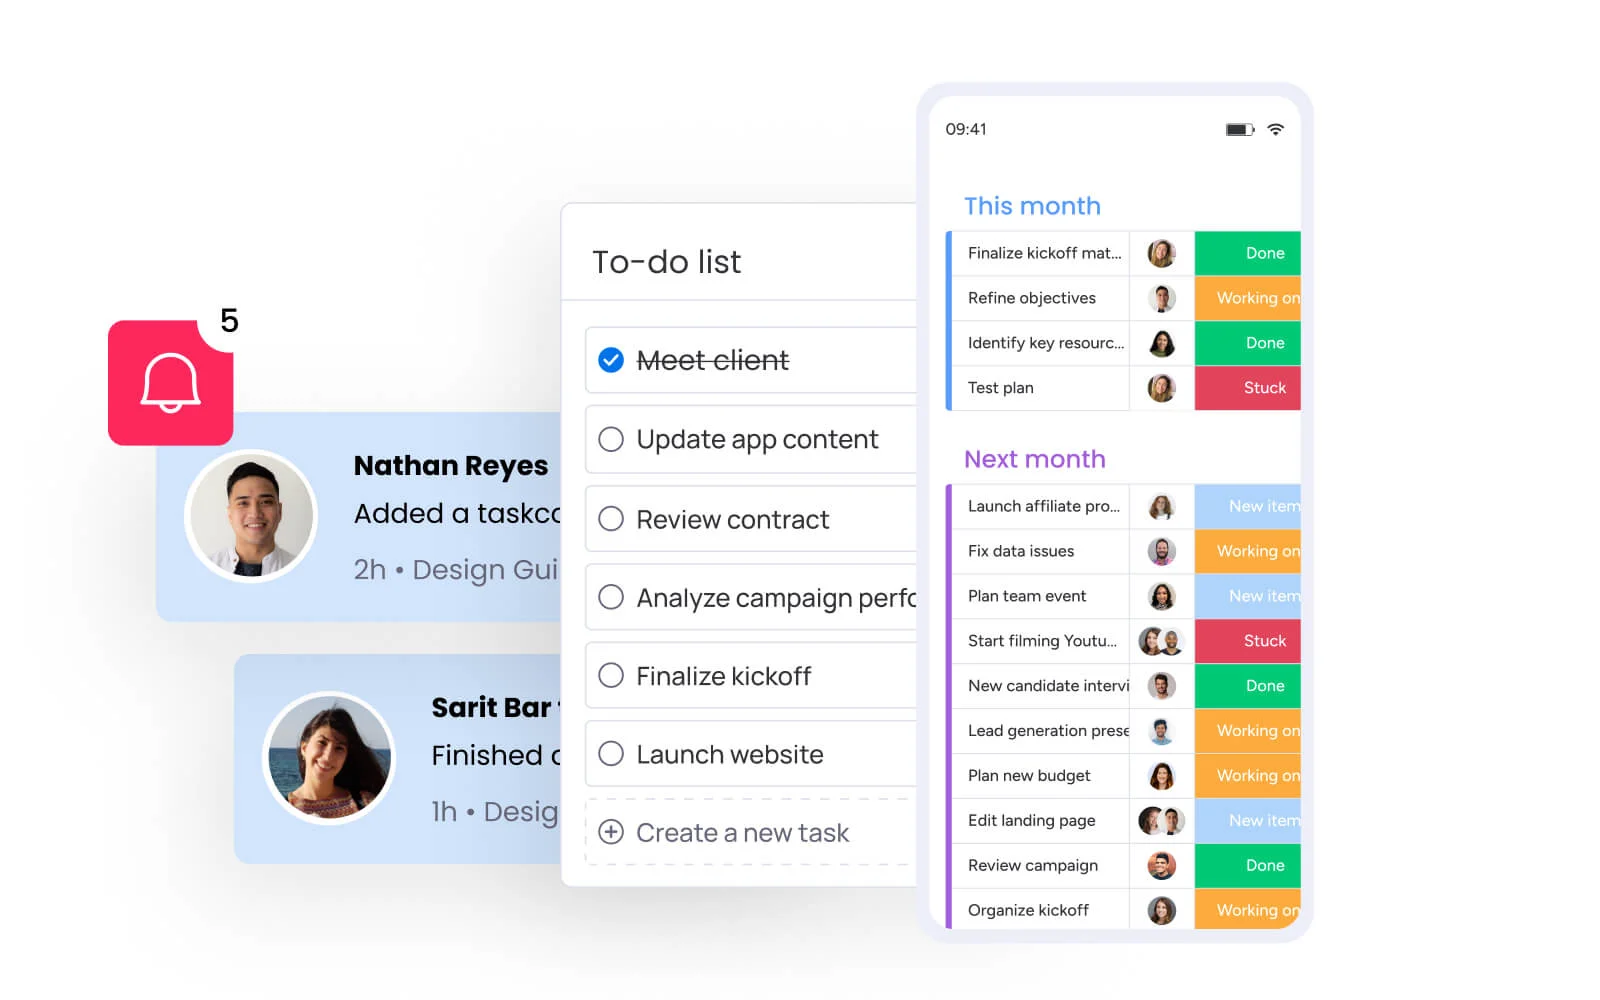 5
Nathan Reyes
Added a taskco
2h • Design Gui
Sarit Bar
Finished
1h • Desig
To-do list
Meet client
Update app content
Review contract
Analyze campaign perfo
Finalize kickoff
Launch website
Create a new task
09:41
This month
Finalize kickoff mat... Done
Refine objectives Working on
Identify key resourc... Done
Test plan Stuck
Next month
Launch affiliate pro... New item
Fix data issues Working on
Plan team event New item
Start filming Youtu... Stuck
New candidate intervi Done
Lead generation prese Working on
Plan new budget Working on
Edit landing page New item
Review campaign Done
Organize kickoff Working on